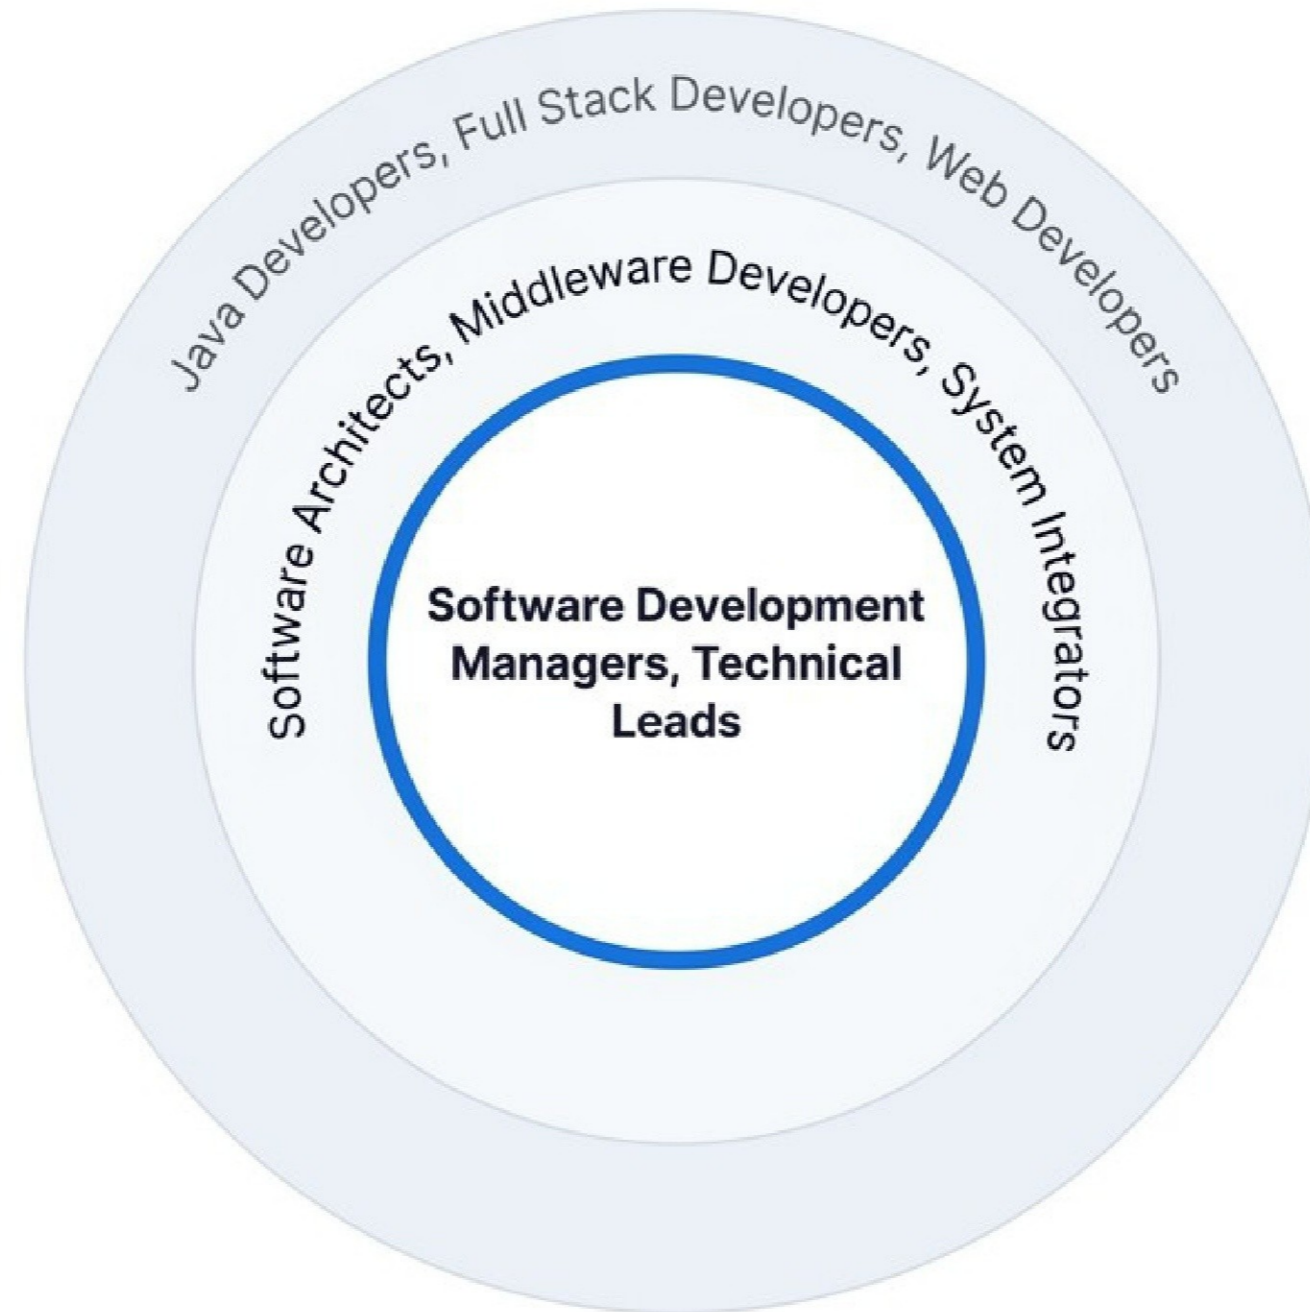 Java Developers, Full Stack Developers, Web Developers
Software Architects, Middleware Developers, System Integrators
Software Development
Managers, Technical
Leads